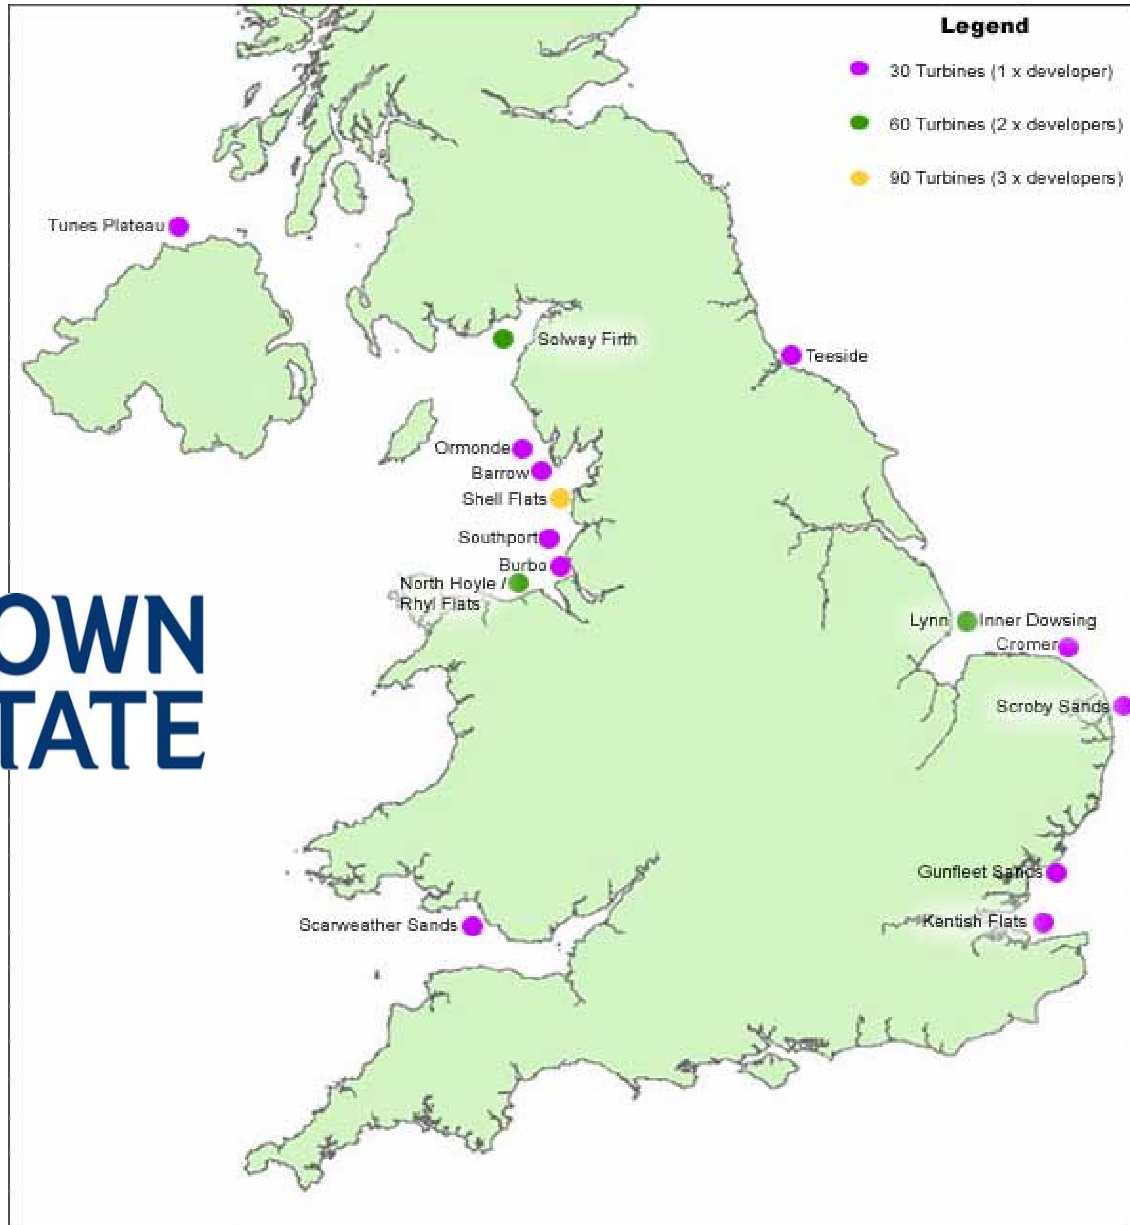 Legend
30 Turbines (1 x developer)
60 Turbines (2 x developers)
90 Turbines (3 x developers)
Tunes Plateau
Solway Firth
Teeside
Ormonde
Barrow
Shell Flats
Southport
Burbo
North Hoyle /
Rhyl Flats
OWN
TATE
Lynn
Inner Dowsing
Cromer
Scroby Sands
Gunfleet Sands
Kentish Flats
Scarweather Sands